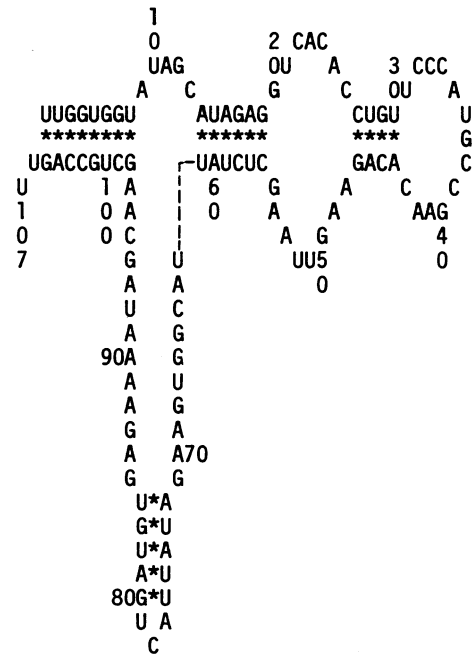 1
0 2 CAC
UAG OU A 3 CCC
A C G C OU A
UUGGUGGU AUAGAG CUGU U
******** ****** **** G
UGACCGUCG UAUCUC GACA C
U 1 A 6 G A C C
1 0 A 0 A A AAG
0 0 C A G 4
7 G U UU5 0
A A 0
U C
A G
90A G
A U
A G
G A
A A70
G G
U*A
G*U
U*A
A*U
80G*U
U A
C